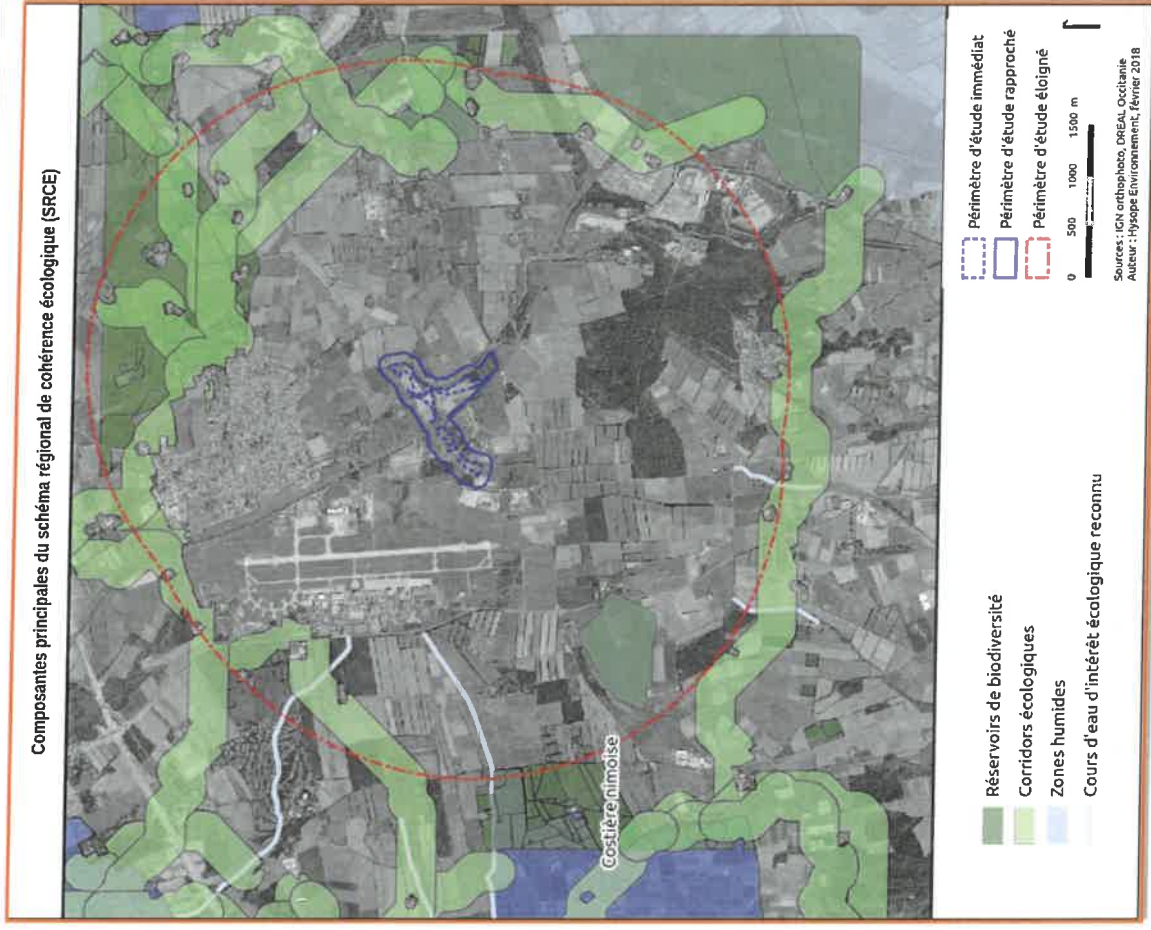 Composantes principales du schéma régional de cohérence écologique (SRCE)
Costière nimoise
Réservoirs de biodiversité
Corridors écologiques
Zones humides
Cours d'eau d'intérêt écologique reconnu
Périmètre d'étude immédiat
Périmètre d'étude rapproché
Périmètre d'étude éloigné
0 500 1000 1500 m
Sources : IGN orthophoto, DREAL Occitanie
Auteur : Hysope Environnement, février 2018